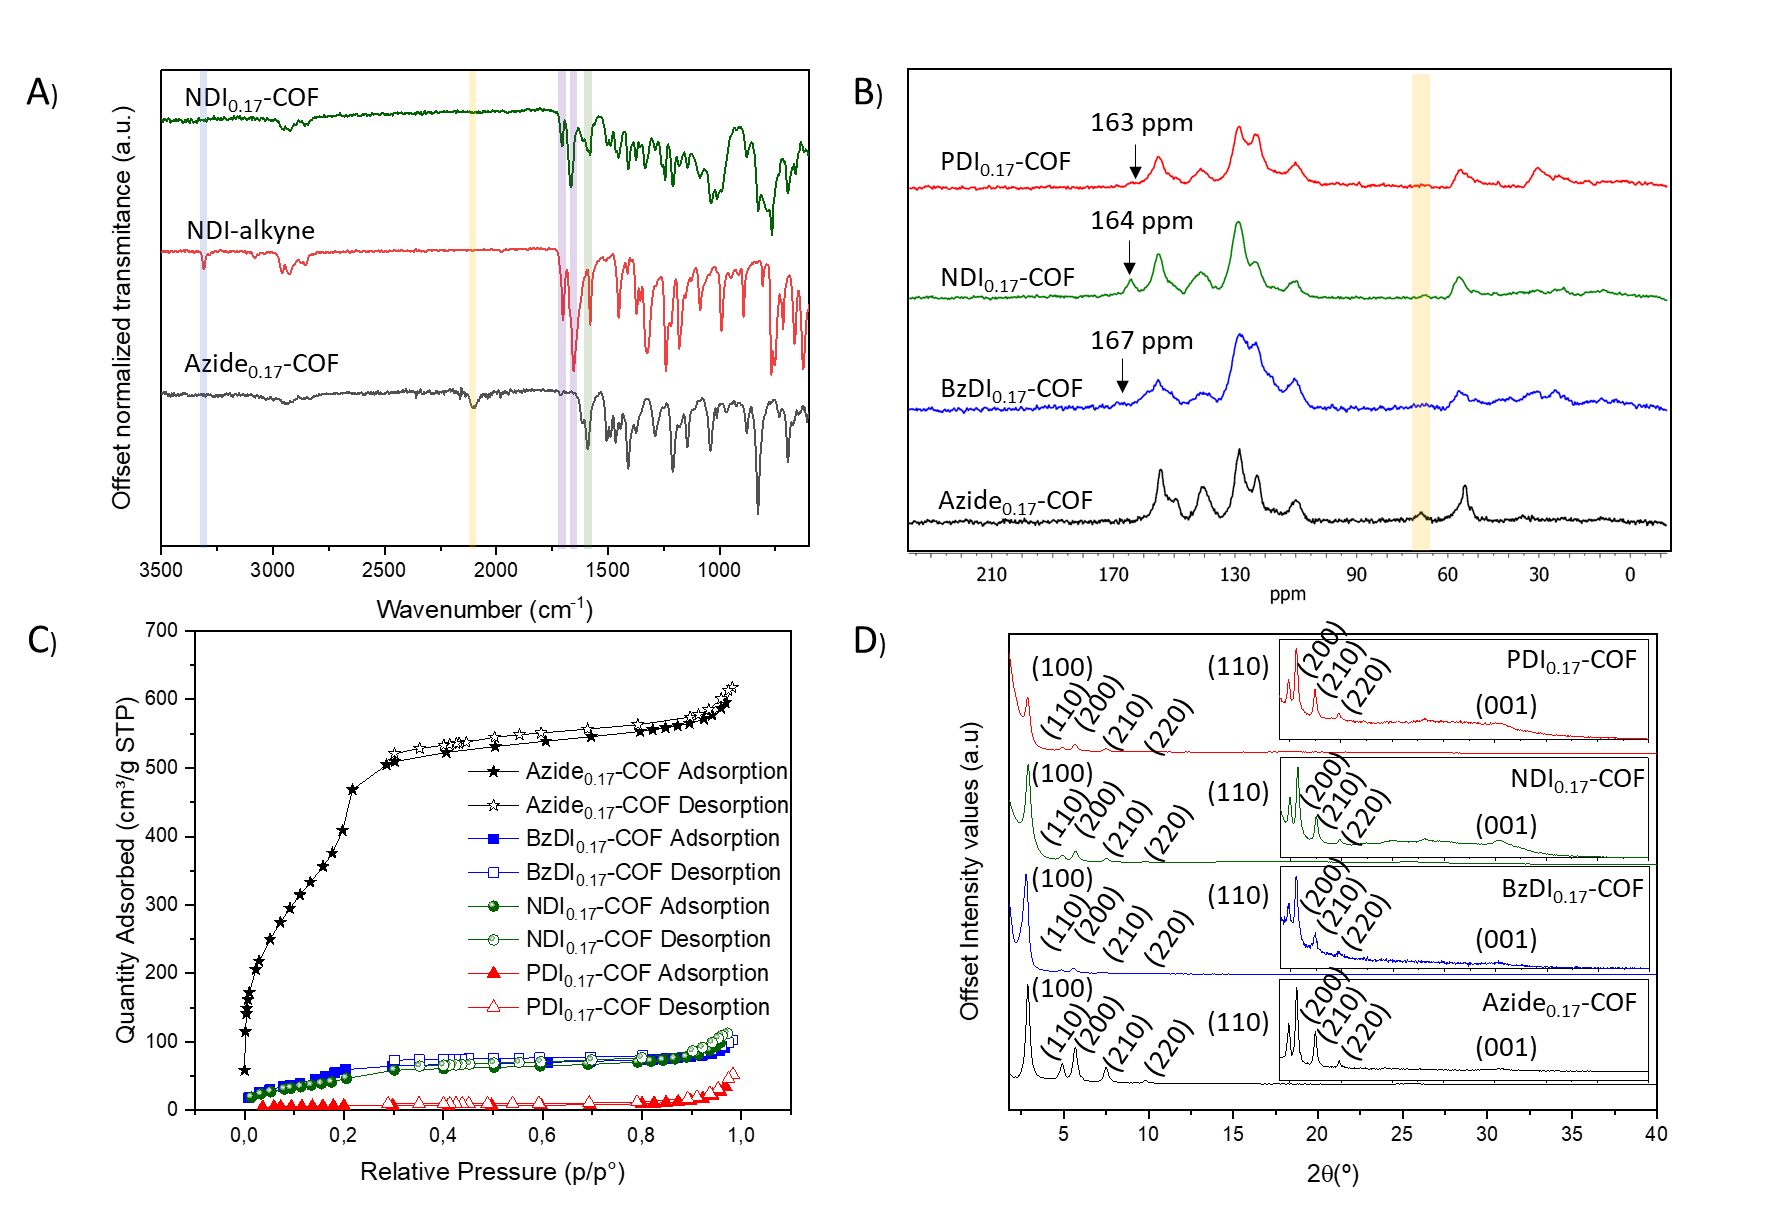 A)
NDI0.17-COF
NDI-alkyne
Azide0.17-COF
Offset normalized transmitance (a.u.)
3500 3000 2500 2000 1500 1000
Wavenumber (cm-1)
B)
163 ppm
PDI0.17-COF
164 ppm
NDI0.17-COF
167 ppm
BzDI0.17-COF
Azide0.17-COF
210 170 130 90 60 30 0
ppm
C)
700
600
500
400
300
200
100
0
Quantity Adsorbed (cm³/g STP)
Azide0.17-COF Adsorption
Azide0.17-COF Desorption
BzDI0.17-COF Adsorption
BzDI0.17-COF Desorption
NDI0.17-COF Adsorption
NDI0.17-COF Desorption
PDI0.17-COF Adsorption
PDI0.17-COF Desorption
0,0 0,2 0,4 0,6 0,8 1,0
Relative Pressure (p/p°)
D)
Offset Intensity values (a.u)
(100) (110) (200) (210) (220)
(110) (200) (210) (220) (001)
PDI0.17-COF
(100) (110) (200) (210) (220)
(110) (200) (210) (220) (001)
NDI0.17-COF
(100) (110) (200) (210) (220)
(110) (200) (210) (220) (001)
BzDI0.17-COF
(100) (110) (200) (210) (220)
(110) (200) (210) (220) (001)
Azide0.17-COF
5 10 15 20 25 30 35 40
2θ(º)